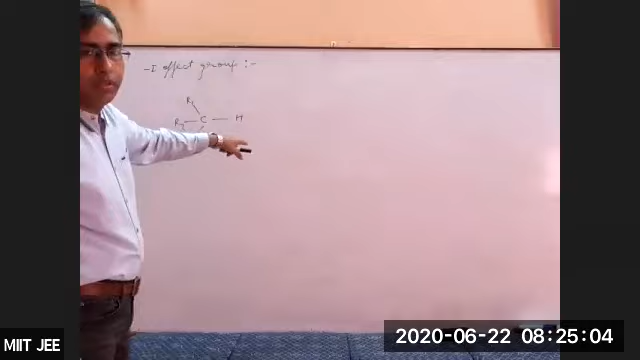 -I effect group :-
R₁
R₂ — C — H
MIIT JEE
2020-06-22 08:25:04